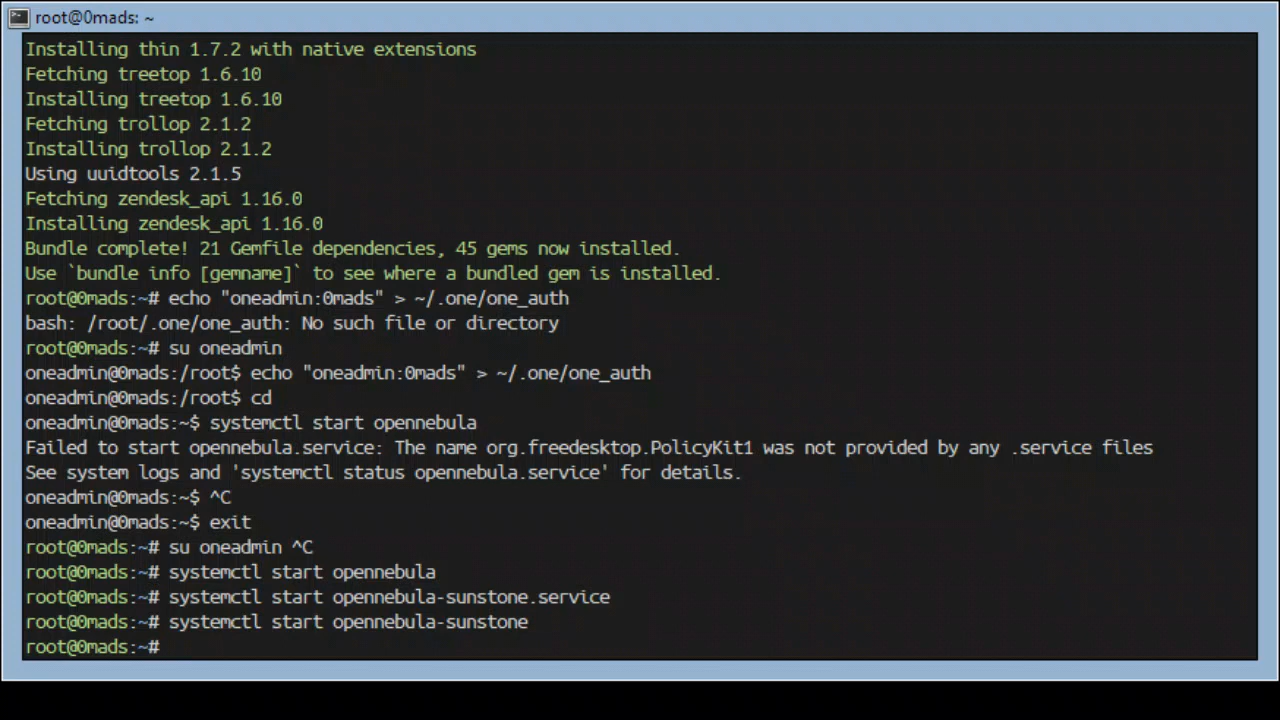 root@0mads: ~
Installing thin 1.7.2 with native extensions
Fetching treetop 1.6.10
Installing treetop 1.6.10
Fetching trollop 2.1.2
Installing trollop 2.1.2
Using uuidtools 2.1.5
Fetching zendesk_api 1.16.0
Installing zendesk_api 1.16.0
Bundle complete! 21 Gemfile dependencies, 45 gems now installed.
Use `bundle info [gemname]` to see where a bundled gem is installed.
root@0mads:~# echo "oneadmin:0mads" > ~/.one/one_auth
bash: /root/.one/one_auth: No such file or directory
root@0mads:~# su oneadmin
oneadmin@0mads:/root$ echo "oneadmin:0mads" > ~/.one/one_auth
oneadmin@0mads:/root$ cd
oneadmin@0mads:~$ systemctl start opennebula
Failed to start opennebula.service: The name org.freedesktop.PolicyKit1 was not provided by any .service files
See system logs and 'systemctl status opennebula.service' for details.
oneadmin@0mads:~$ ^C
oneadmin@0mads:~$ exit
root@0mads:~# su oneadmin ^C
root@0mads:~# systemctl start opennebula
root@0mads:~# systemctl start opennebula-sunstone.service
root@0mads:~# systemctl start opennebula-sunstone
root@0mads:~#